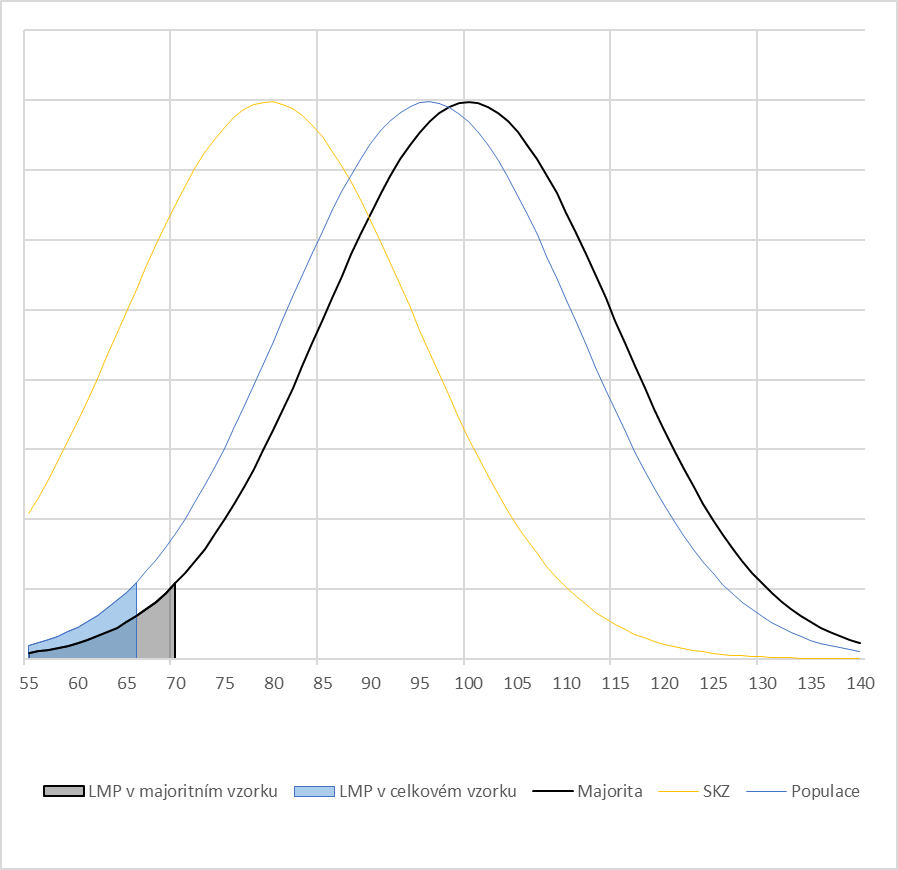 55 60 65 70 75 80 85 90 95 100 105 110 115 120 125 130 135 140
LMP v majoritním vzorku LMP v celkovém vzorku Majorita SKZ Populace